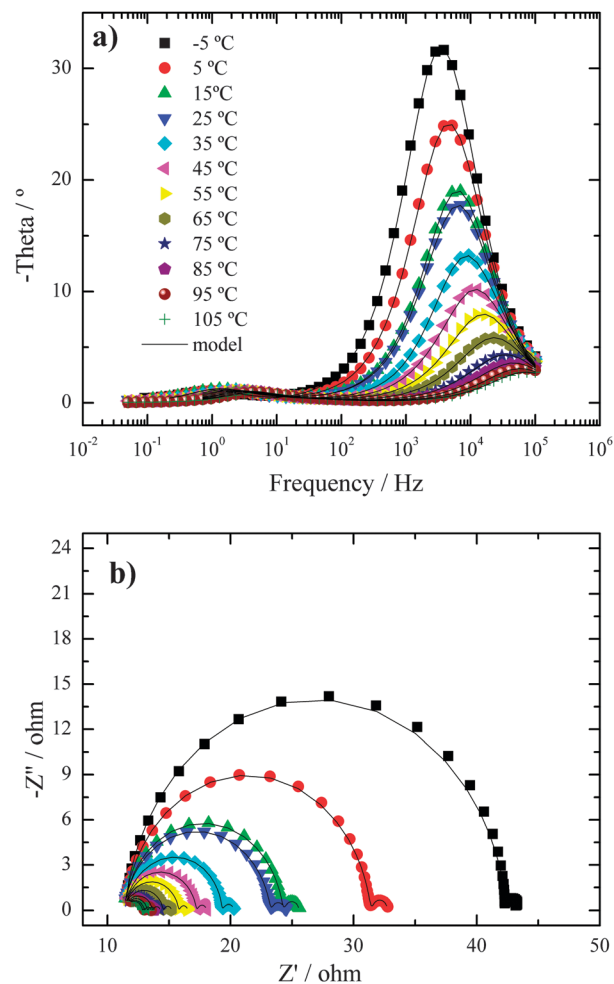 a)
-5 ºC
5 ºC
15ºC
25 ºC
35 ºC
45 ºC
55 ºC
65 ºC
75 ºC
85 ºC
95 ºC
105 ºC
model
30
20
10
0
-Theta / º
10⁻² 10⁻¹ 10⁰ 10¹ 10² 10³ 10⁴ 10⁵ 10⁶
Frequency / Hz
b)
24
21
18
15
12
9
6
3
0
-Z'' / ohm
10 20 30 40 50
Z' / ohm